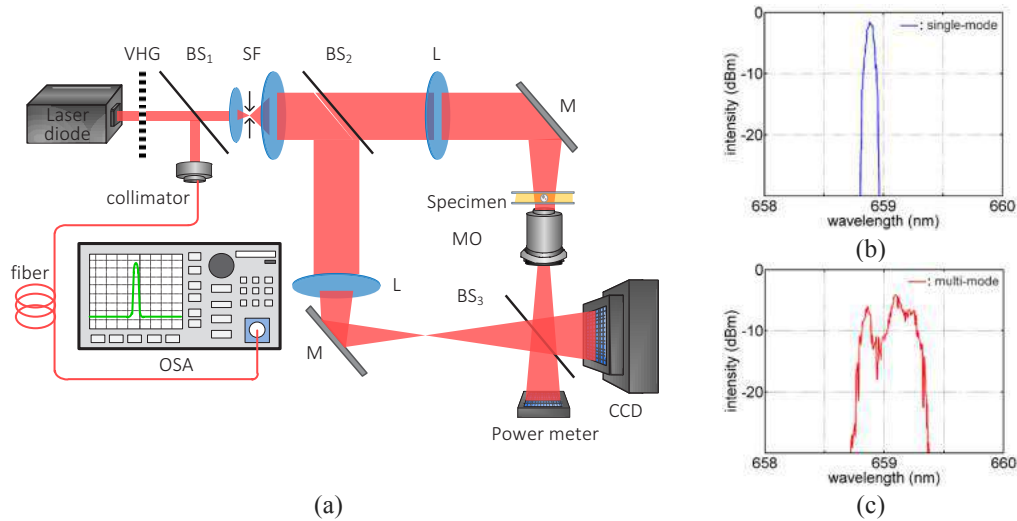 VHG BS₁ SF BS₂ L
Laser
diode
M
collimator
Specimen
MO
fiber
L
BS₃
M
OSA
CCD
Power meter
(a)
0
-10
-20
intensity (dBm)
: single-mode
658 659 660
wavelength (nm)
(b)
0
-10
-20
intensity (dBm)
: multi-mode
658 659 660
wavelength (nm)
(c)